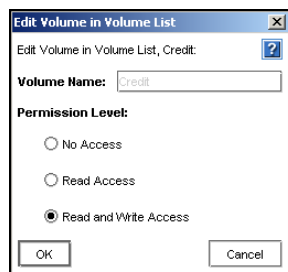 Edit Volume in Volume List
Edit Volume in Volume List, Credit:
?
Volume Name: Credit
Permission Level:
No Access
Read Access
Read and Write Access
OK Cancel